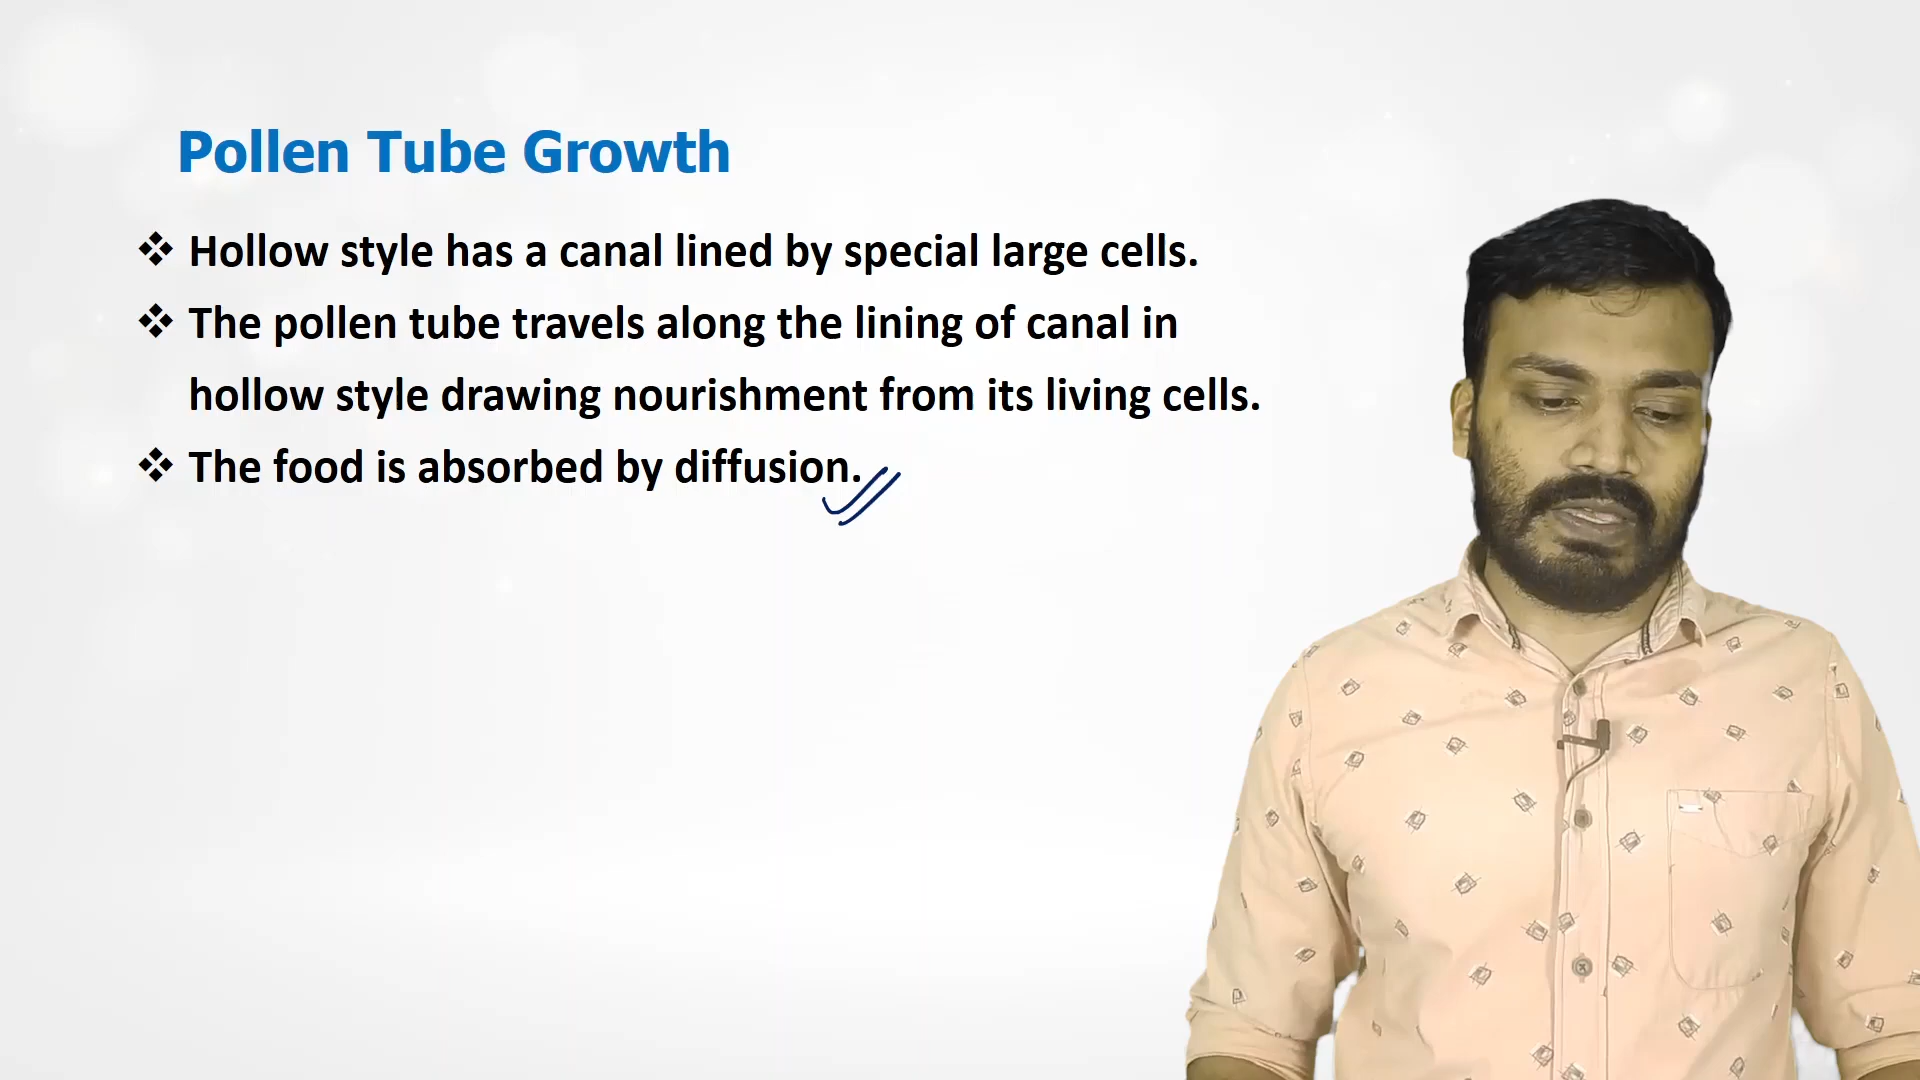 Pollen Tube Growth
❖ Hollow style has a canal lined by special large cells.
❖ The pollen tube travels along the lining of canal in
hollow style drawing nourishment from its living cells.
❖ The food is absorbed by diffusion.